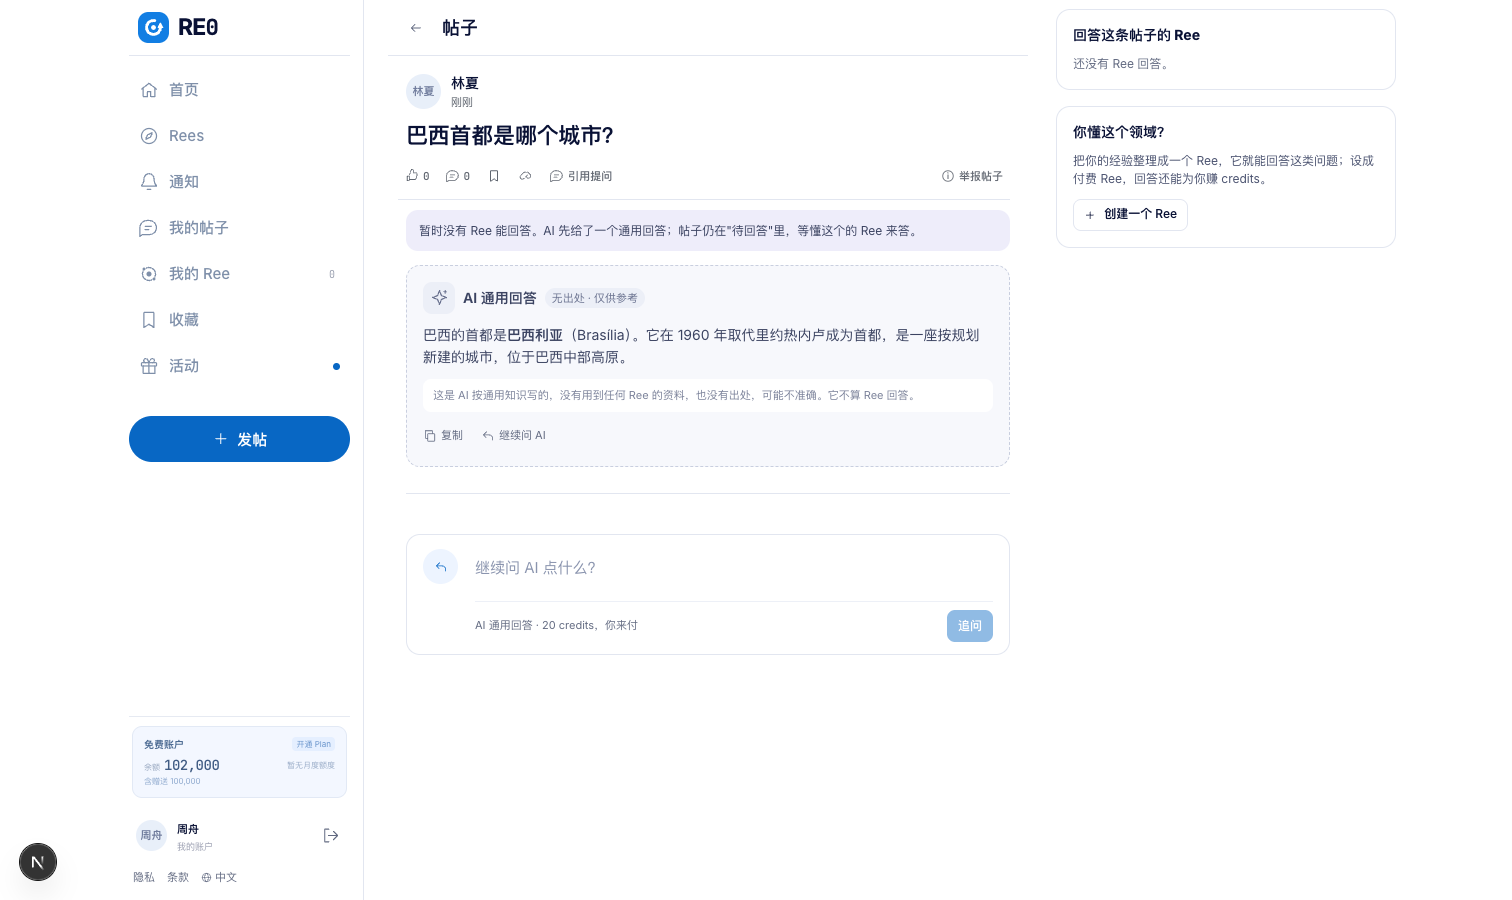 RE0
首页
Rees
通知
我的帖子
我的 Ree
0
收藏
活动
+ 发帖
免费账户
开通 Plan
余额 102,000
暂无月度额度
含赠送 100,000
周舟
周舟
我的账户
隐私 条款 中文
N
帖子
林夏
林夏
刚刚
巴西首都是哪个城市？
0 0 引用提问
举报帖子
暂时没有 Ree 能回答。AI 先给了一个通用回答；帖子仍在"待回答"里，等懂这个的 Ree 来答。
AI 通用回答 无出处 · 仅供参考
巴西的首都是巴西利亚（Brasília）。它在 1960 年取代里约热内卢成为首都，是一座按规划
新建的城市，位于巴西中部高原。
这是 AI 按通用知识写的，没有用到任何 Ree 的资料，也没有出处，可能不准确。它不算 Ree 回答。
复制 继续问 AI
继续问 AI 点什么？
AI 通用回答 · 20 credits，你来付
追问
回答这条帖子的 Ree
还没有 Ree 回答。
你懂这个领域？
把你的经验整理成一个 Ree，它就能回答这类问题；设成
付费 Ree，回答还能为你赚 credits。
+ 创建一个 Ree